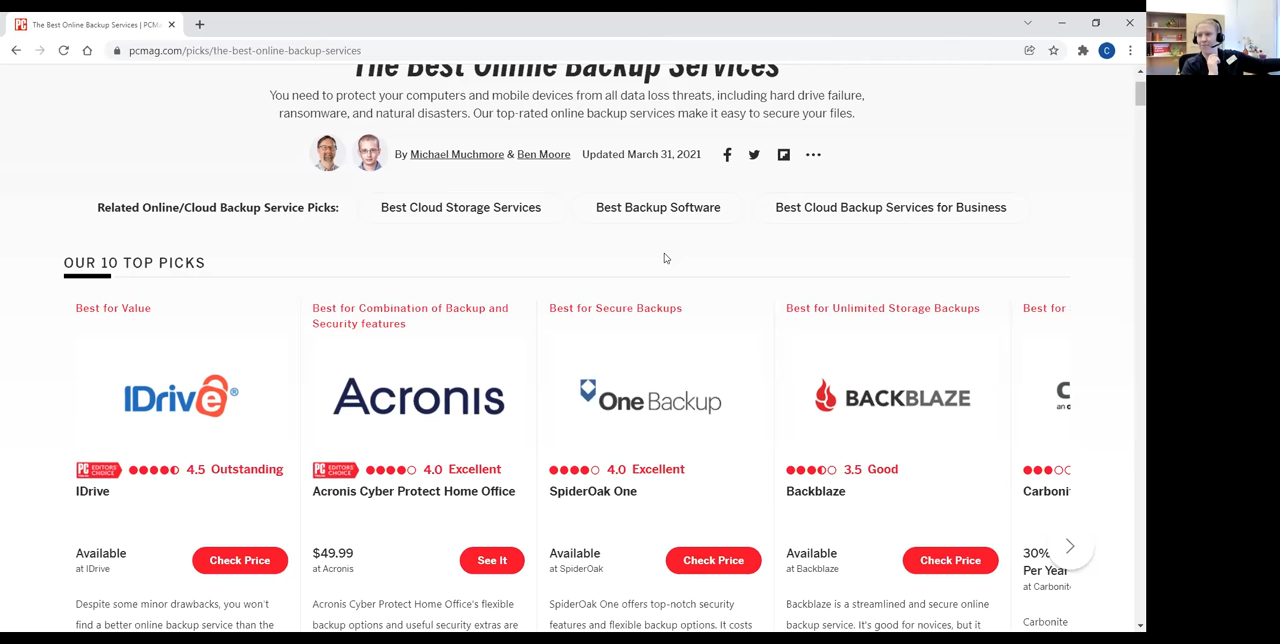 The Best Online Backup Services | PCMa
pcmag.com/picks/the-best-online-backup-services
C
The Best Online Backup Services
You need to protect your computers and mobile devices from all data loss threats, including hard drive failure,
ransomware, and natural disasters. Our top-rated online backup services make it easy to secure your files.
By Michael Muchmore & Ben Moore Updated March 31, 2021
Related Online/Cloud Backup Service Picks: Best Cloud Storage Services Best Backup Software Best Cloud Backup Services for Business
OUR 10 TOP PICKS
Best for Value
IDrive®
PC EDITORS' CHOICE 4.5 Outstanding
IDrive
Available
at IDrive
Check Price
Despite some minor drawbacks, you won't
find a better online backup service than the
Best for Combination of Backup and
Security features
Acronis
PC EDITORS' CHOICE 4.0 Excellent
Acronis Cyber Protect Home Office
$49.99
at Acronis
See It
Acronis Cyber Protect Home Office's flexible
backup options and useful security extras are
Best for Secure Backups
One Backup
4.0 Excellent
SpiderOak One
Available
at SpiderOak
Check Price
SpiderOak One offers top-notch security
features and flexible backup options. It costs
Best for Unlimited Storage Backups
BACKBLAZE
3.5 Good
Backblaze
Available
at Backblaze
Check Price
Backblaze is a streamlined and secure online
backup service. It's good for novices, but it
Best for
C
an
Carboni
30%
Per Year
at Carbonit
Carbonite